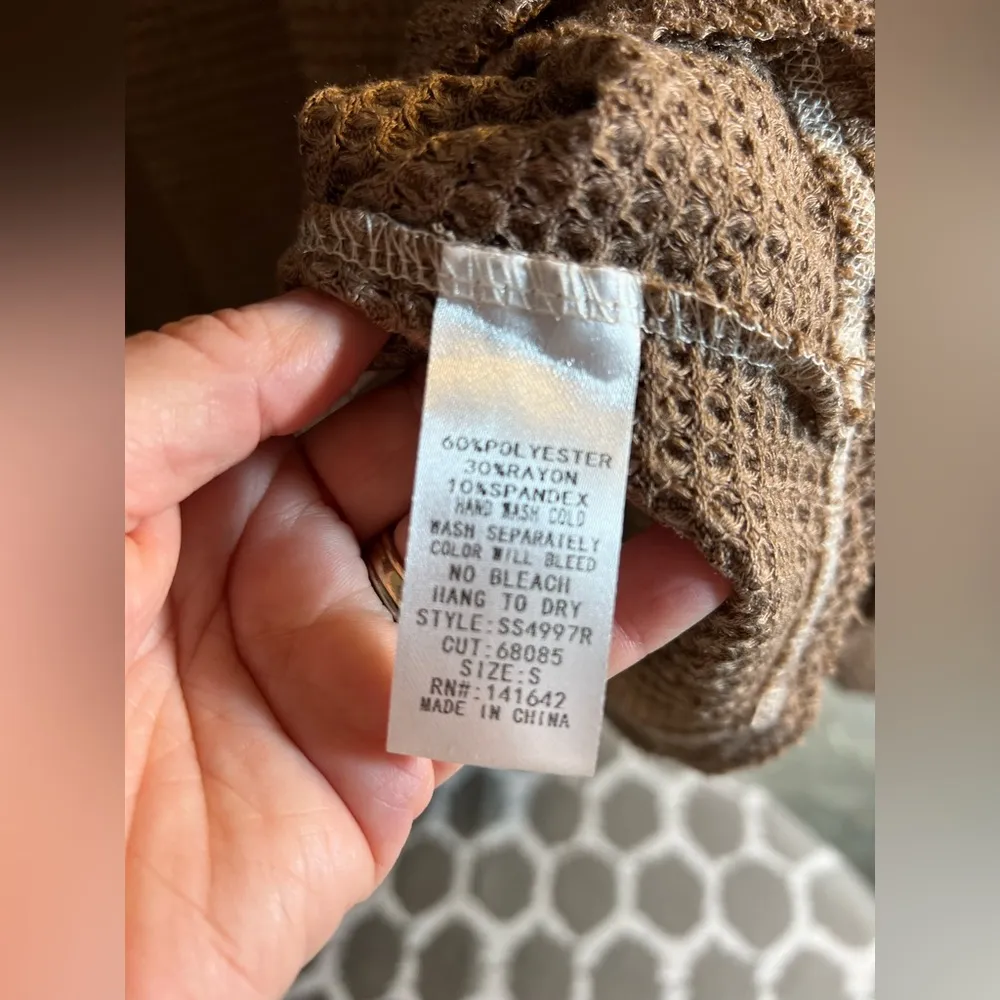 60%POLYESTER
30%RAYON
10%SPANDEX
HAND WASH COLD
WASH SEPARATELY
COLOR WILL BLEED
NO BLEACH
HANG TO DRY
STYLE:SS4997R
CUT:68085
SIZE:S
RN#:141642
MADE IN CHINA